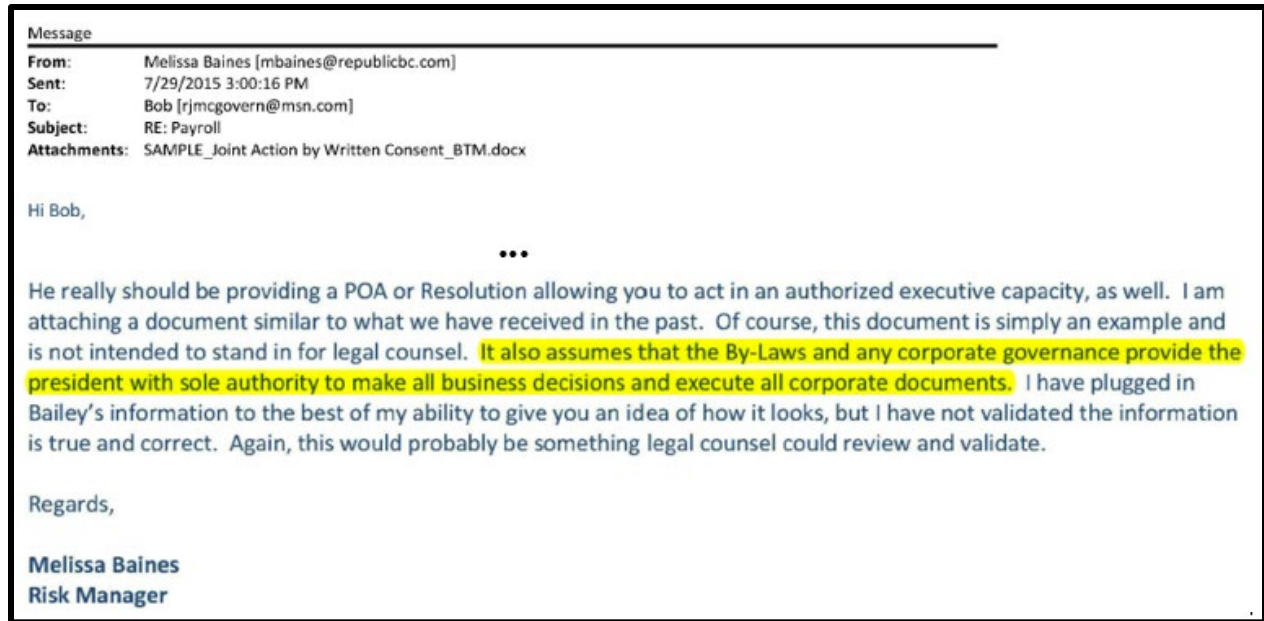 Message
From: Melissa Baines [mbaines@republicbc.com]
Sent: 7/29/2015 3:00:16 PM
To: Bob [rjmcgovern@msn.com]
Subject: RE: Payroll
Attachments: SAMPLE_Joint Action by Written Consent_BTM.docx
Hi Bob,
•••
He really should be providing a POA or Resolution allowing you to act in an authorized executive capacity, as well. I am
attaching a document similar to what we have received in the past. Of course, this document is simply an example and
is not intended to stand in for legal counsel. It also assumes that the By-Laws and any corporate governance provide the
president with sole authority to make all business decisions and execute all corporate documents. I have plugged in
Bailey's information to the best of my ability to give you an idea of how it looks, but I have not validated the information
is true and correct. Again, this would probably be something legal counsel could review and validate.
Regards,
Melissa Baines
Risk Manager